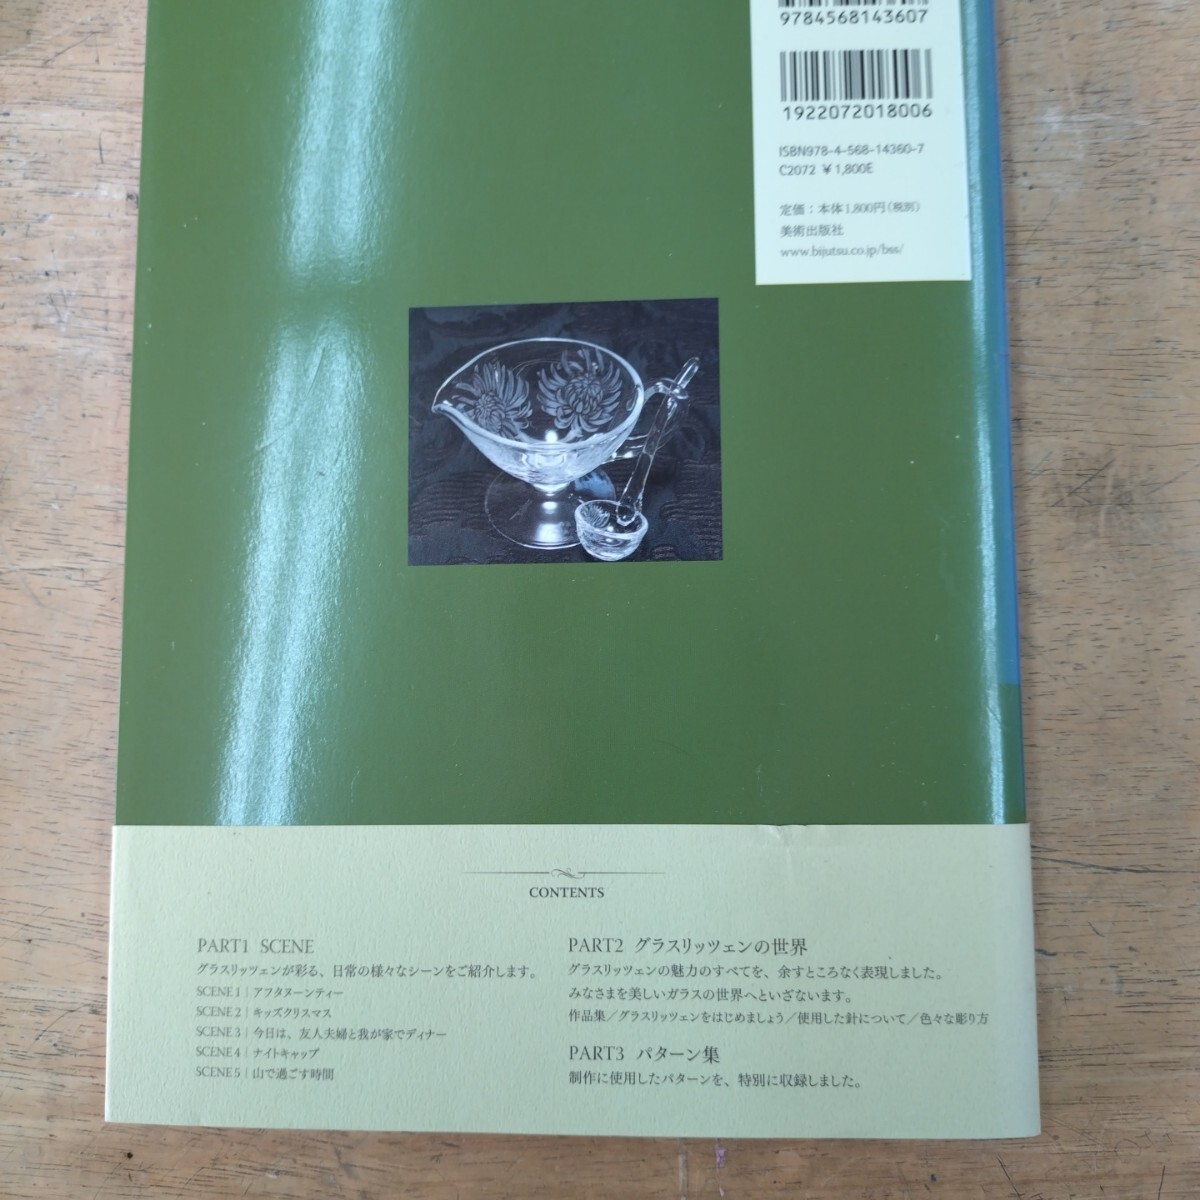 9784568143607
1922072018006
ISBN978-4-568-14360-7
C2072 ¥1,800E
定価：本体1,800円（税別）
美術出版社
www.bijutsu.co.jp/bss/
CONTENTS
PART1 SCENE
グラスリッツェンが彩る、日常の様々なシーンをご紹介します。
SCENE 1｜アフタヌーンティー
SCENE 2｜キッズクリスマス
SCENE 3｜今日は、友人夫婦と我が家でディナー
SCENE 4｜ナイトキャップ
SCENE 5｜山で過ごす時間
PART2 グラスリッツェンの世界
グラスリッツェンの魅力のすべてを、余すところなく表現しました。
みなさまを美しいガラスの世界へといざないます。
作品集／グラスリッツェンをはじめましょう／使用した針について／色々な彫り方
PART3 パターン集
制作に使用したパターンを、特別に収録しました。